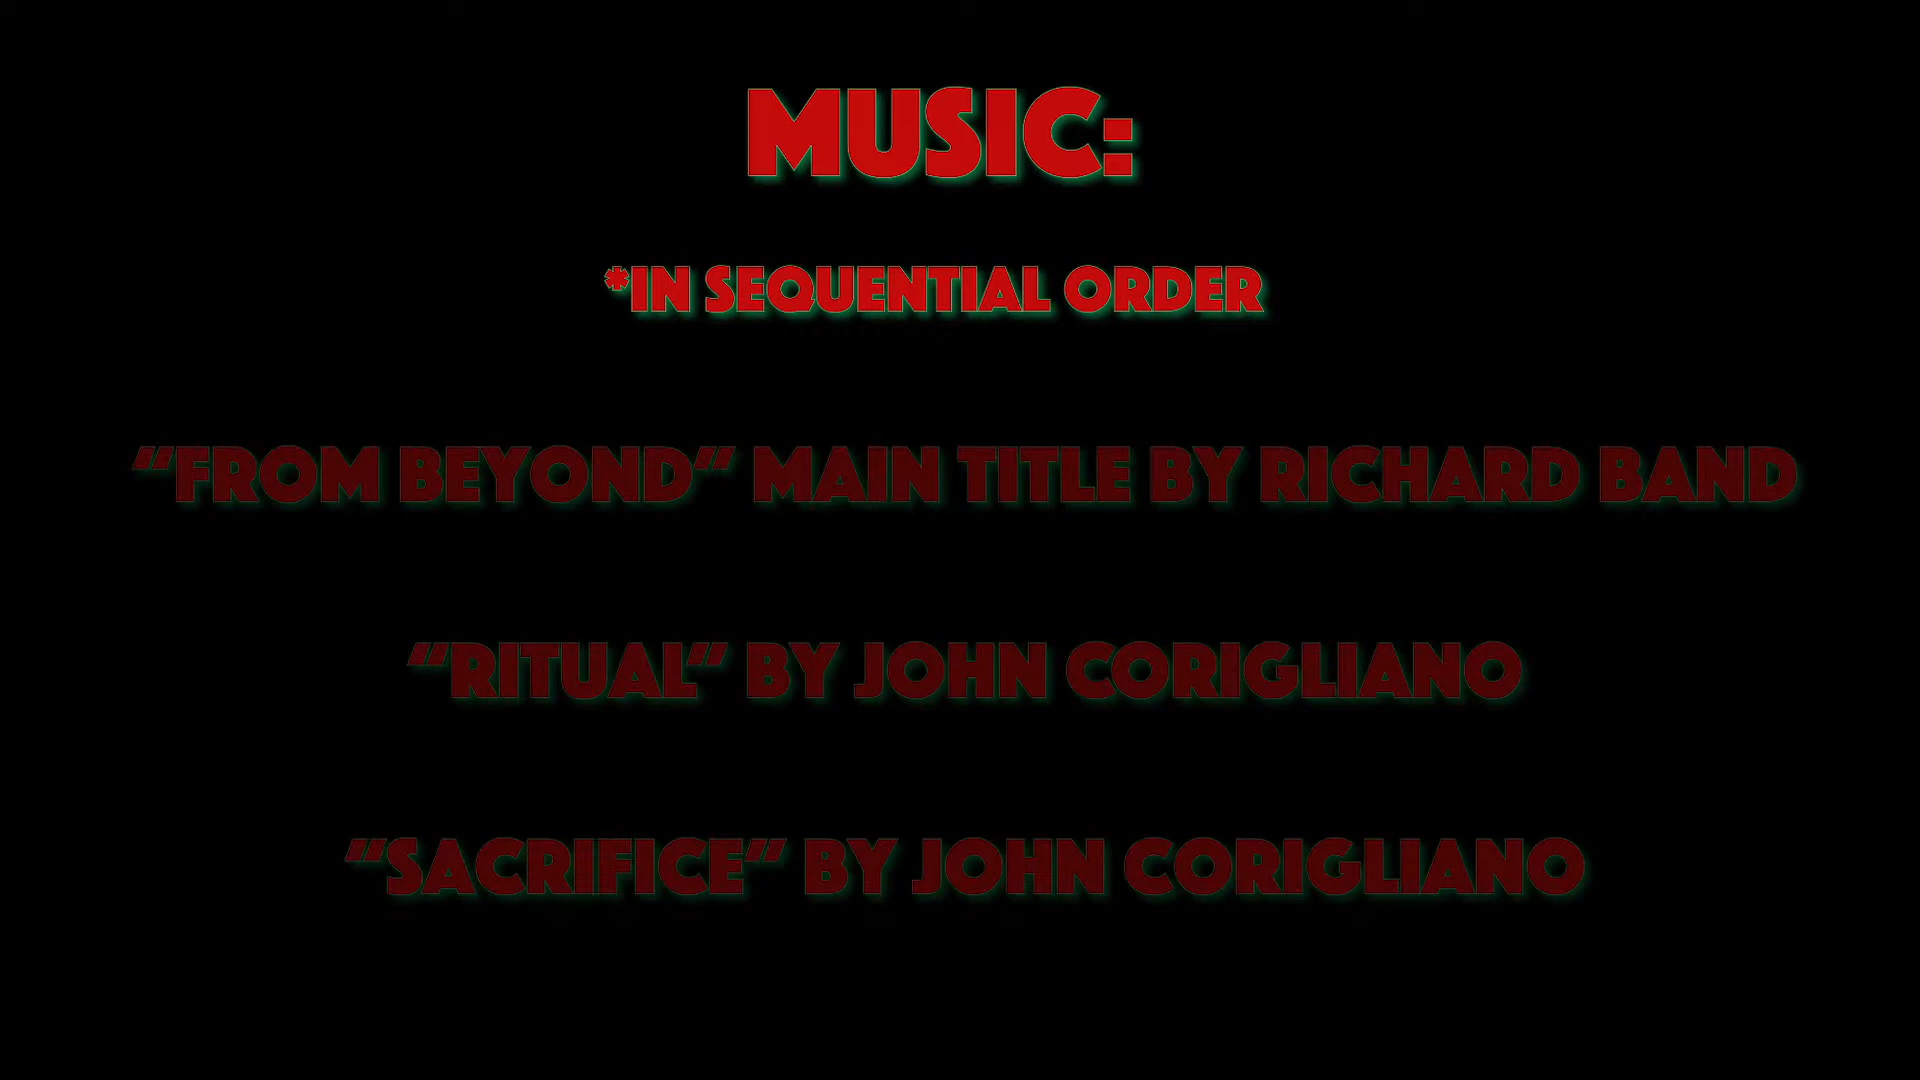 MUSIC:
*IN SEQUENTIAL ORDER
"FROM BEYOND" MAIN TITLE BY RICHARD BAND
"RITUAL" BY JOHN CORIGLIANO
"SACRIFICE" BY JOHN CORIGLIANO